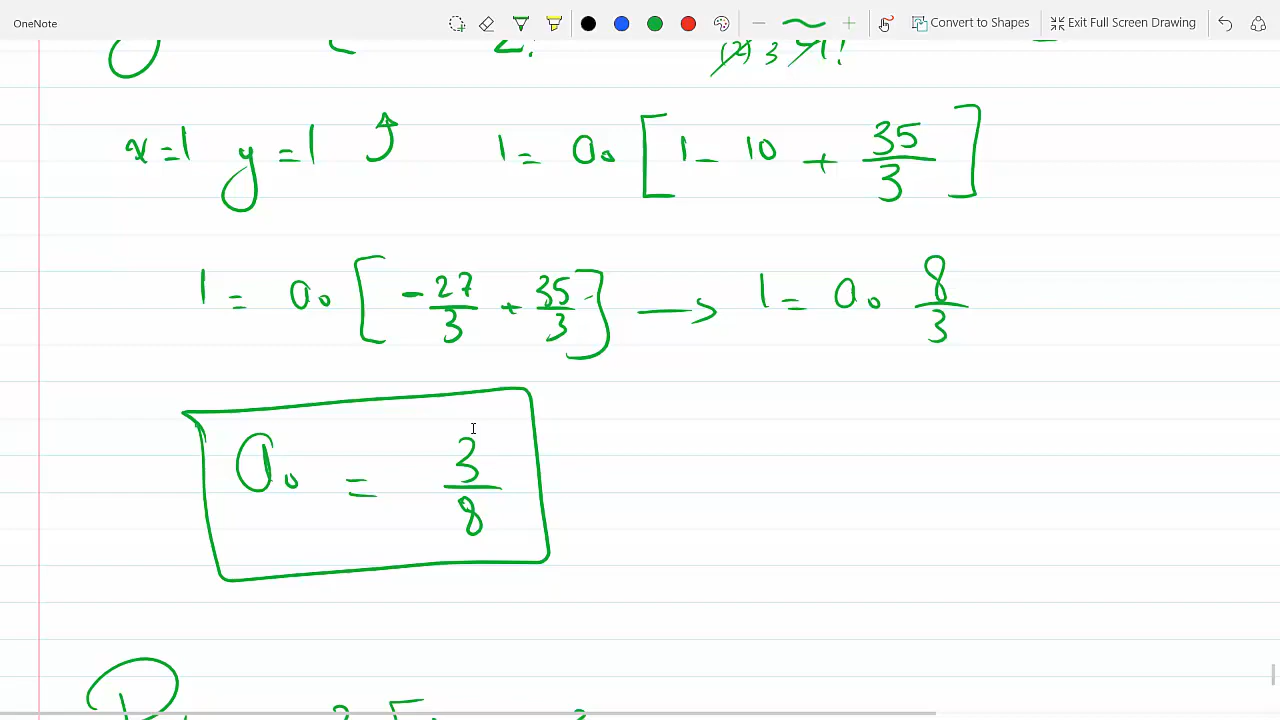 OneNote Convert to Shapes Exit Full Screen Drawing
x=1 y=1 1 = a₀ [1 - 10 + 35/3]
1 = a₀ [-27/3 + 35/3] → 1 = a₀ 8/3
a₀ = 3/8